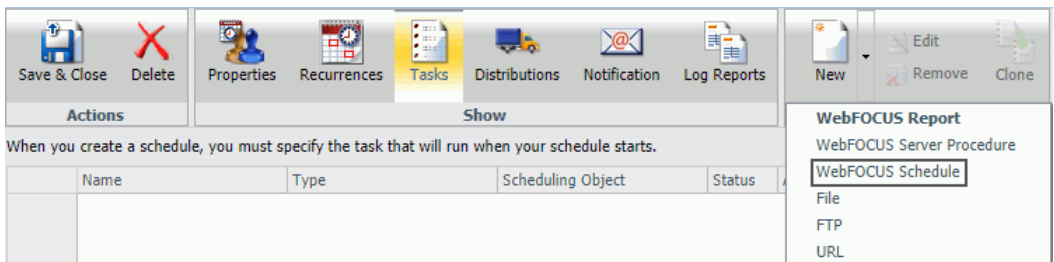 Save & Close Delete Properties Recurrences Tasks Distributions Notification Log Reports New Edit Remove Clone
Actions Show
WebFOCUS Report
When you create a schedule, you must specify the task that will run when your schedule starts.
WebFOCUS Server Procedure
Name Type Scheduling Object Status
WebFOCUS Schedule
File
FTP
URL